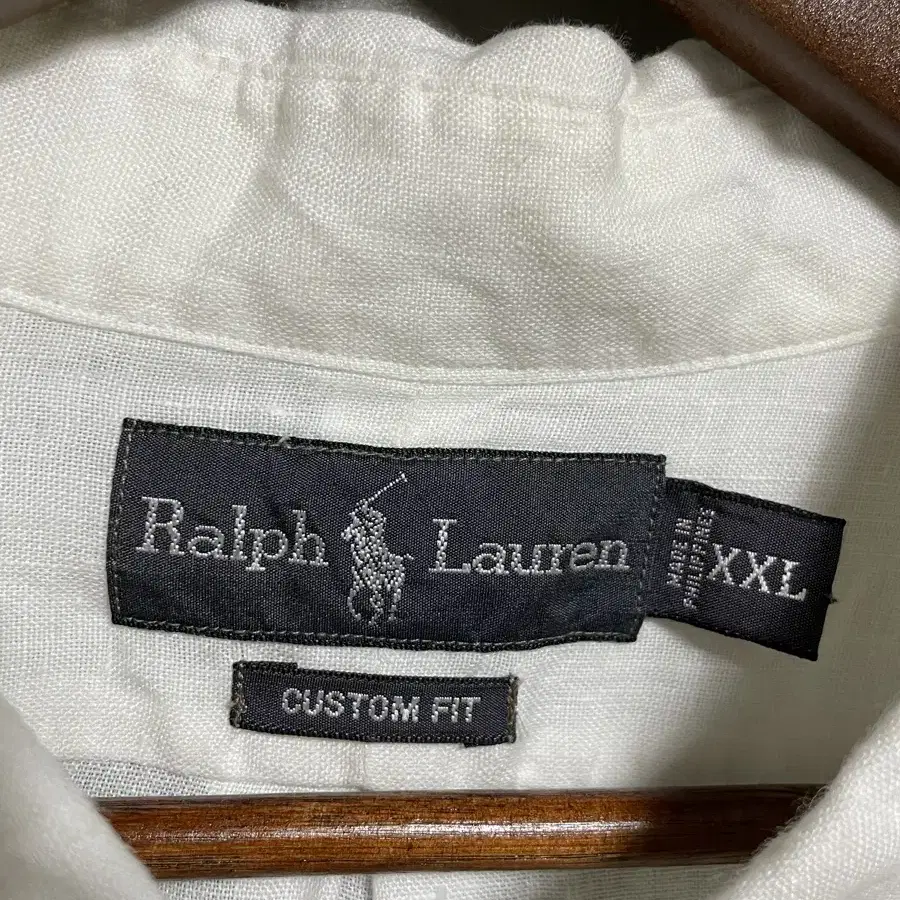 Ralph Lauren
MADE IN
PHILIPPINES
XXL
CUSTOM FIT